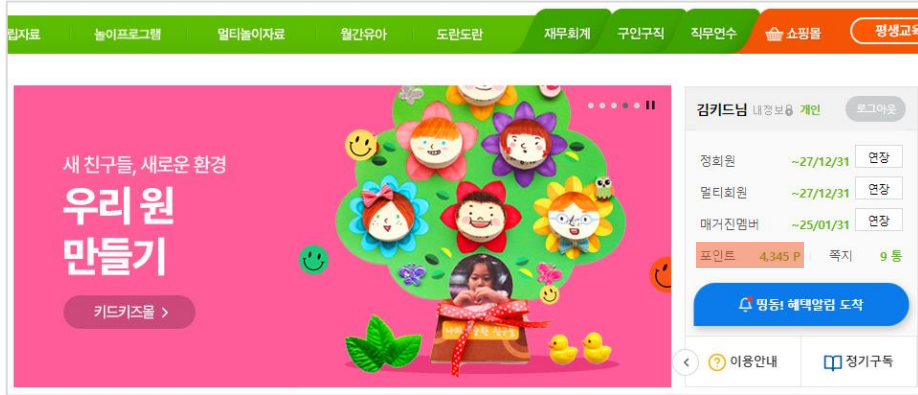 립자료 놀이프로그램 멀티놀이자료 월간유아 도란도란 재무회계 구인구직 직무연수 쇼핑몰 평생교육
새 친구들, 새로운 환경
우리 원
만들기
키드키즈몰 >
김키드님 내정보 개인 로그아웃
정회원 ~27/12/31 연장
멀티회원 ~27/12/31 연장
매거진멤버 ~25/01/31 연장
포인트 4,345 P 쪽지 9 통
띵동! 혜택알림 도착
이용안내 정기구독